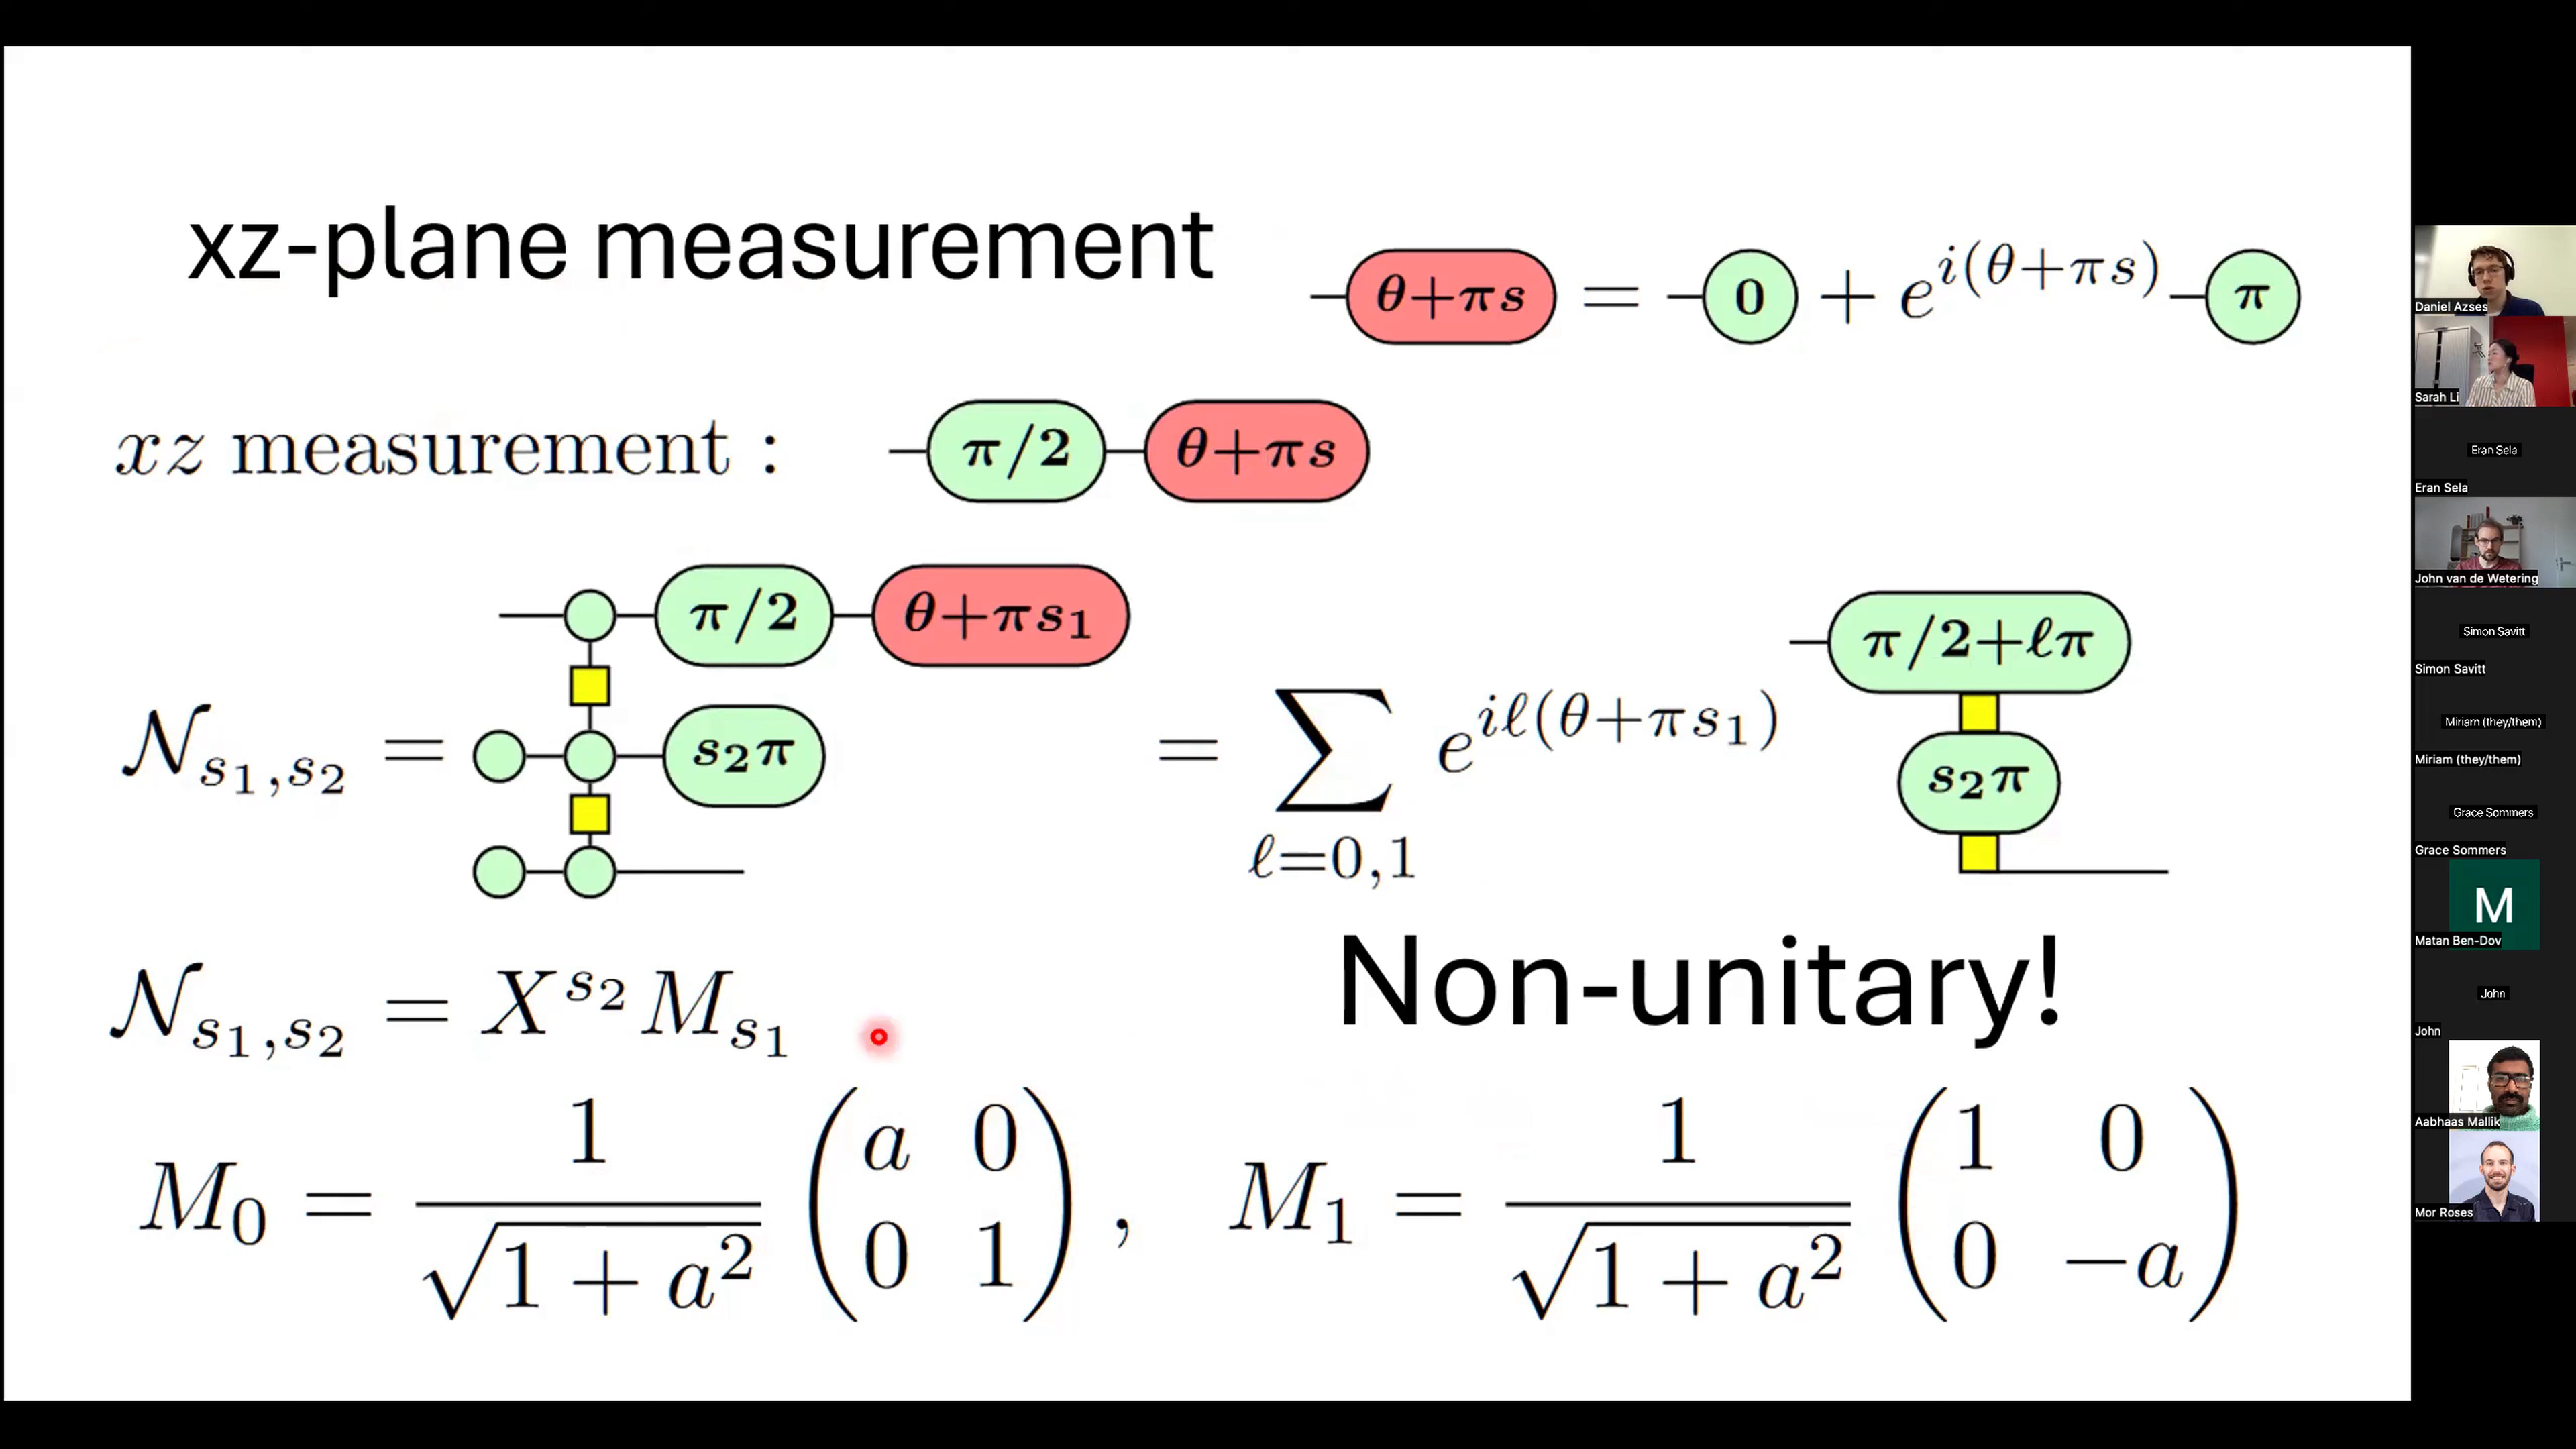 xz-plane measurement
θ+πs = 0 + e^{i(θ+πs)} π
xz measurement : π/2 θ+πs
π/2 θ+πs₁
N_{s₁,s₂} = s₂π = ∑_{ℓ=0,1} e^{iℓ(θ+πs₁)} π/2+ℓπ s₂π
N_{s₁,s₂} = X^{s₂} M_{s₁}
Non-unitary!
M₀ = 1/√(1 + a²) (a 0 0 1) , M₁ = 1/√(1 + a²) (1 0 0 −a)
Daniel Azses
Sarah Li
Eran Sela
Eran Sela
John van de Wetering
Simon Savitt
Simon Savitt
Miriam (they/them)
Miriam (they/them)
Grace Sommers
Grace Sommers
M
Matan Ben-Dov
John
John
Aabhaas Mallik
Mor Roses